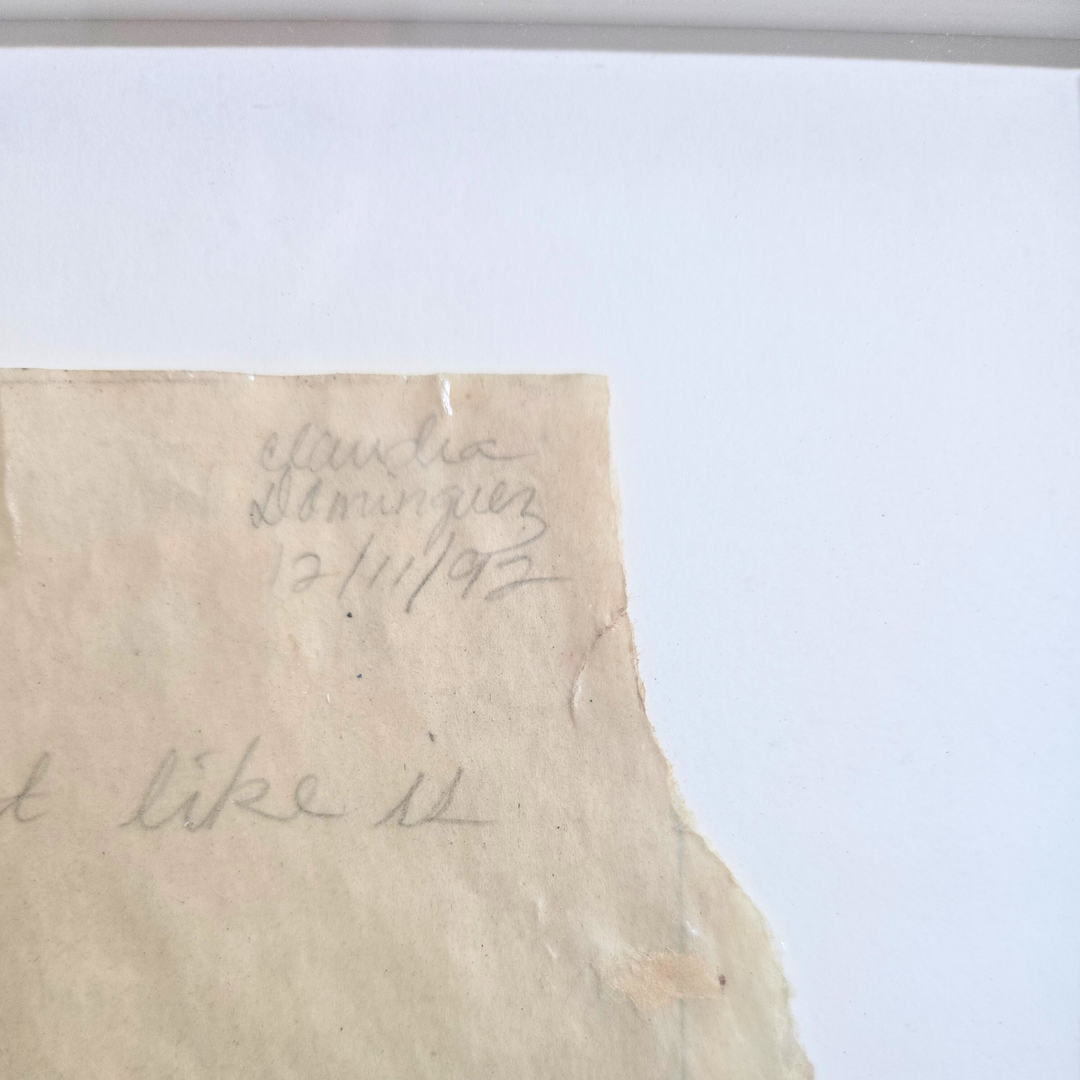 Claudia
Dominguez
12/11/92
t like it